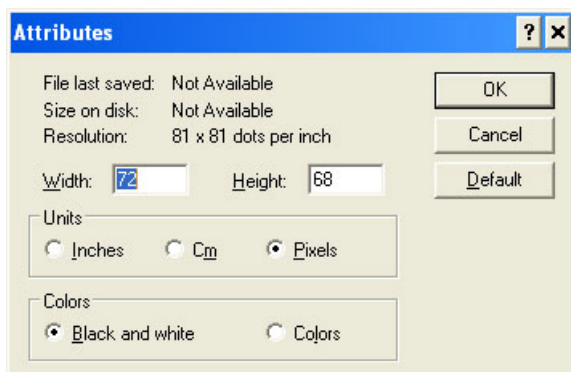 Attributes
File last saved: Not Available
Size on disk: Not Available
Resolution: 81 x 81 dots per inch
OK
Cancel
Default
Width: 72 Height: 68
Units
Inches Cm Pixels
Colors
Black and white Colors